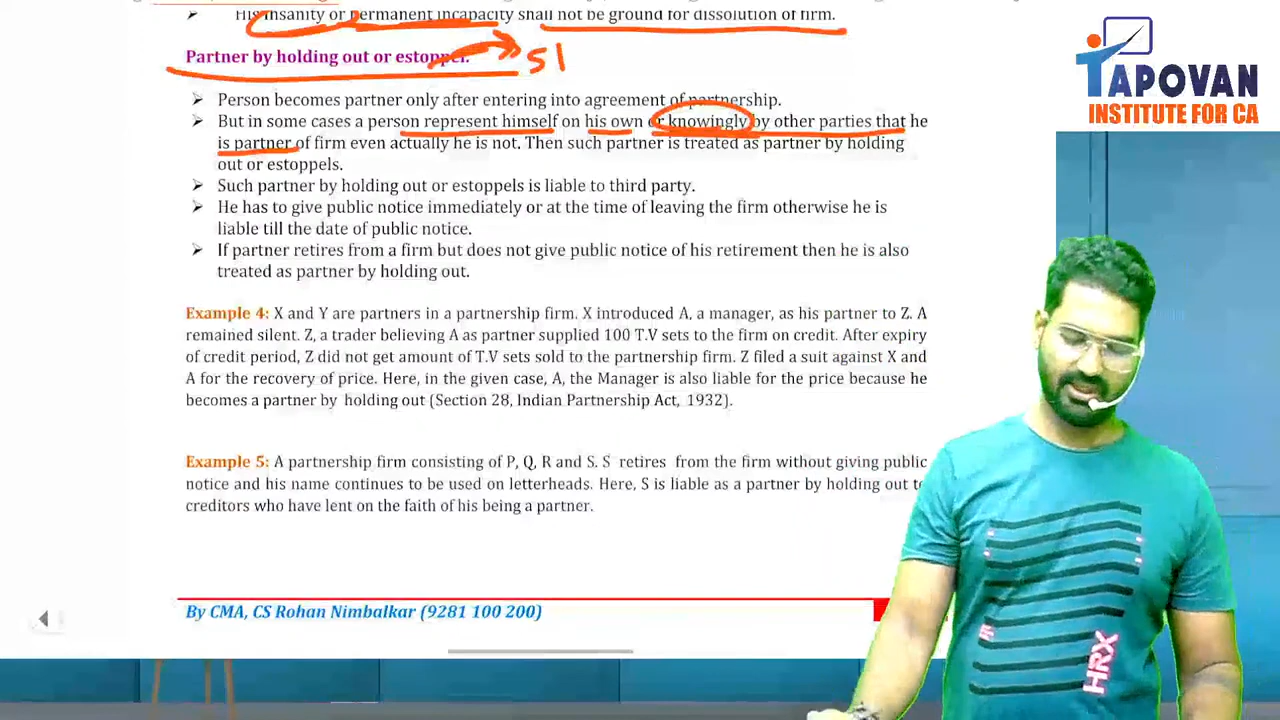 ➢ His insanity or permanent incapacity shall not be ground for dissolution of firm.
Partner by holding out or estoppel.
➢ Person becomes partner only after entering into agreement of partnership.
➢ But in some cases a person represent himself on his own or knowingly by other parties that he
is partner of firm even actually he is not. Then such partner is treated as partner by holding
out or estoppels.
➢ Such partner by holding out or estoppels is liable to third party.
➢ He has to give public notice immediately or at the time of leaving the firm otherwise he is
liable till the date of public notice.
➢ If partner retires from a firm but does not give public notice of his retirement then he is also
treated as partner by holding out.
Example 4: X and Y are partners in a partnership firm. X introduced A, a manager, as his partner to Z. A
remained silent. Z, a trader believing A as partner supplied 100 T.V sets to the firm on credit. After expiry
of credit period, Z did not get amount of T.V sets sold to the partnership firm. Z filed a suit against X and
A for the recovery of price. Here, in the given case, A, the Manager is also liable for the price because he
becomes a partner by holding out (Section 28, Indian Partnership Act, 1932).
Example 5: A partnership firm consisting of P, Q, R and S. S retires from the firm without giving public
notice and his name continues to be used on letterheads. Here, S is liable as a partner by holding out to
creditors who have lent on the faith of his being a partner.
By CMA, CS Rohan Nimbalkar (9281 100 200)
TAPOVAN
INSTITUTE FOR CA
HRX